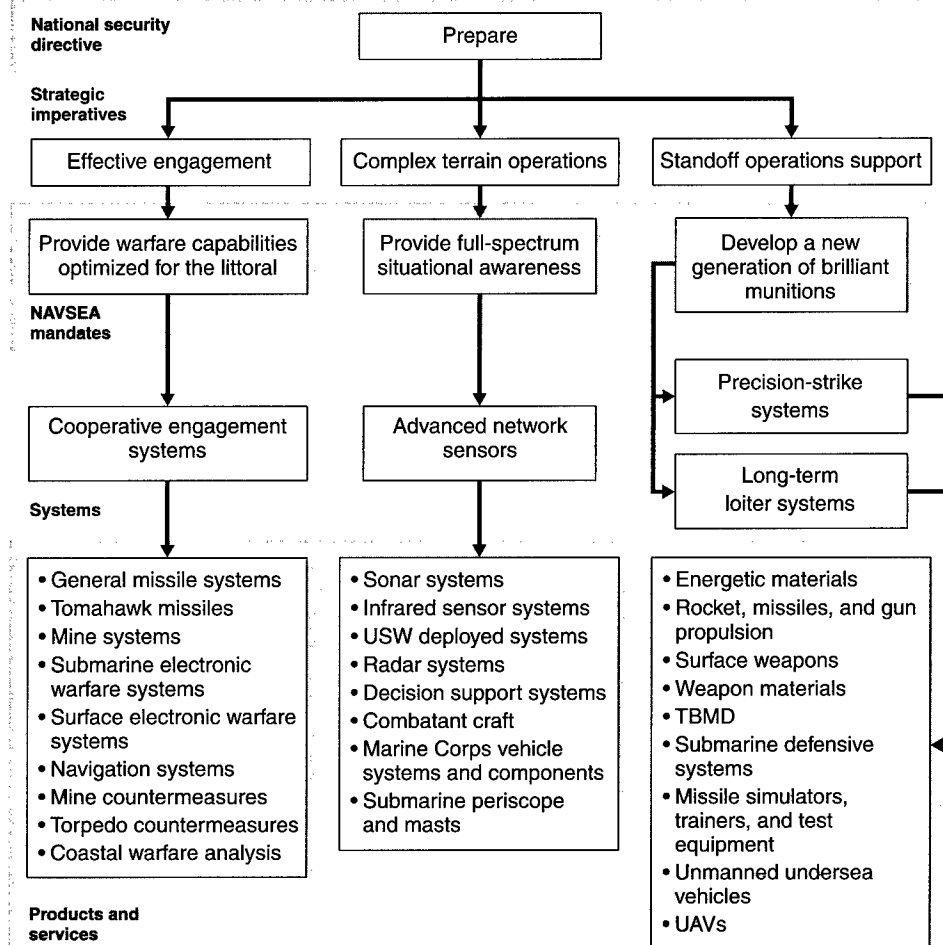 National security
directive
Prepare
Strategic
imperatives
Effective engagement
Complex terrain operations
Standoff operations support
Provide warfare capabilities
optimized for the littoral
Provide full-spectrum
situational awareness
Develop a new
generation of brilliant
munitions
NAVSEA
mandates
Precision-strike
systems
Cooperative engagement
systems
Advanced network
sensors
Long-term
loiter systems
Systems
• General missile systems
• Tomahawk missiles
• Mine systems
• Submarine electronic
warfare systems
• Surface electronic warfare
systems
• Navigation systems
• Mine countermeasures
• Torpedo countermeasures
• Coastal warfare analysis
• Sonar systems
• Infrared sensor systems
• USW deployed systems
• Radar systems
• Decision support systems
• Combatant craft
• Marine Corps vehicle
systems and components
• Submarine periscope
and masts
• Energetic materials
• Rocket, missiles, and gun
propulsion
• Surface weapons
• Weapon materials
• TBMD
• Submarine defensive
systems
• Missile simulators,
trainers, and test
equipment
• Unmanned undersea
vehicles
• UAVs
Products and
services